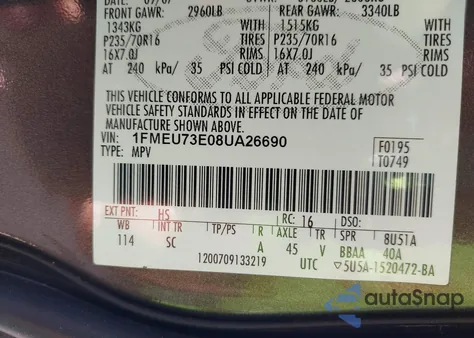 09/07
FRONT GAWR: 2960LB REAR GAWR: 3340LB
1343KG 1515KG
P235/70R16 TIRES P235/70R16 TIRES
16X7.0J RIMS 16X7.0J
AT 240 kPa/ 35 PSI COLD AT 240 kPa/ 35 PSI COLD
THIS VEHICLE CONFORMS TO ALL APPLICABLE FEDERAL MOTOR
VEHICLE SAFETY STANDARDS IN EFFECT ON THE DATE OF
MANUFACTURE SHOWN ABOVE.
VIN: 1FMEU73E08UA26690 F0195
TYPE: MPV T0749
EXT PNT: HS RC: 16 DSO:
WB INT TR TP/PS R AXLE TR SPR 8U51A
114 SC A 45 V BBAA 40A
1200709133219 UTC 5U5A-1520472-BA
autoSnap